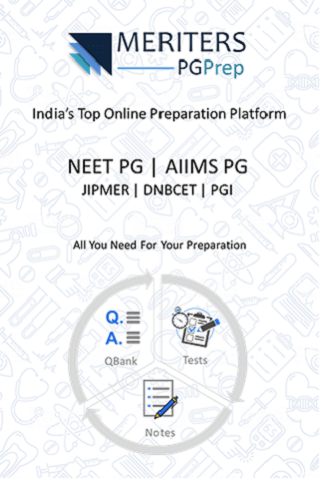 MERITERS
PGPrep
India's Top Online Preparation Platform
NEET PG | AIIMS PG
JIPMER | DNBCET | PGI
All You Need For Your Preparation
Q.
A.
QBank
Tests
Notes